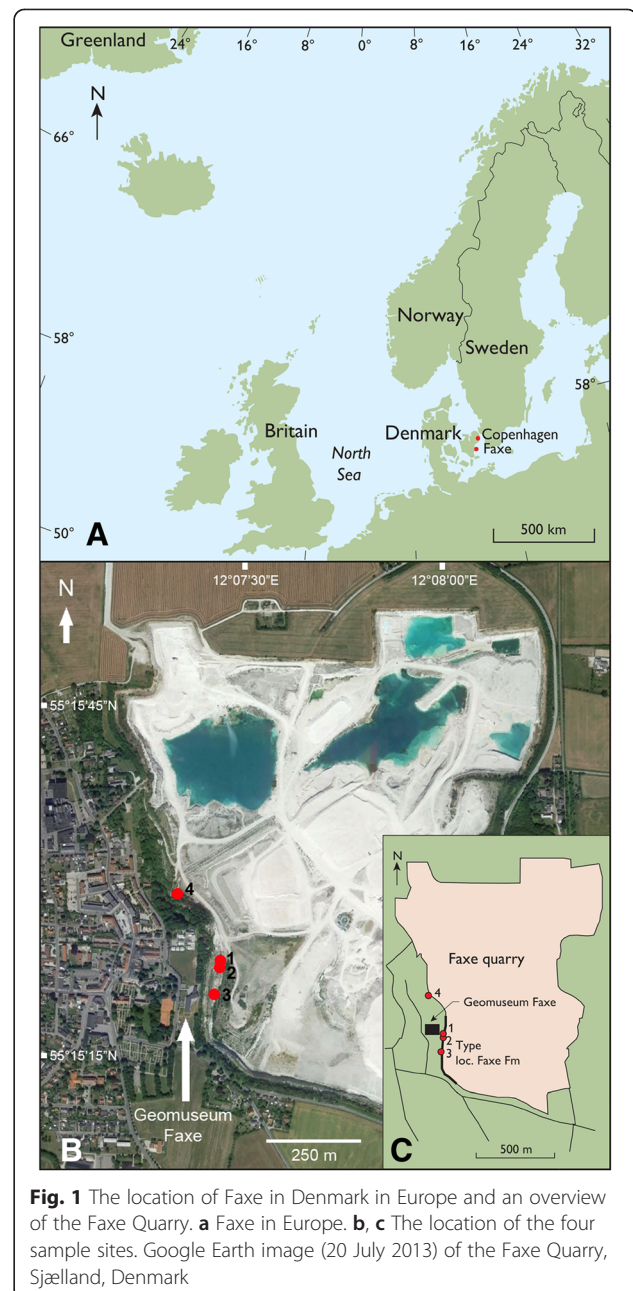 Greenland
24° 16° 8° 0° 8° 16° 24° 32°
N
66°
58°
Norway
Sweden
58°
Britain
Denmark
Copenhagen
Faxe
North
Sea
50°
500 km
A
12°07'30"E
12°08'00"E
N
55°15'45"N
4
1
2
3
55°15'15"N
Geomuseum
Faxe
250 m
B
N
Faxe quarry
4
Geomuseum Faxe
1
2
Type
3
loc. Faxe Fm
500 m
C
Fig. 1 The location of Faxe in Denmark in Europe and an overview
of the Faxe Quarry. a Faxe in Europe. b, c The location of the four
sample sites. Google Earth image (20 July 2013) of the Faxe Quarry,
Sjælland, Denmark